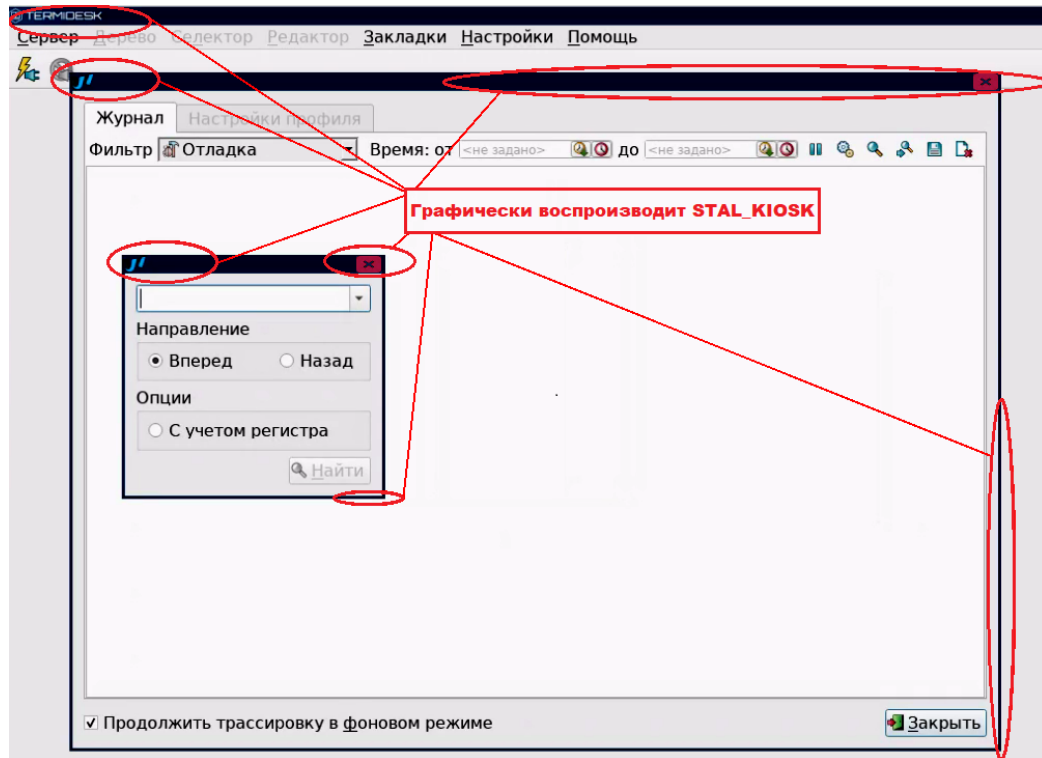 TERMIDESK
Сервер Дерево Селектор Редактор Закладки Настройки Помощь
Журнал Настройки профиля
Фильтр Отладка Время: от <не задано> до <не задано>
Графически воспроизводит STAL_KIOSK
Направление
Вперед Назад
Опции
С учетом регистра
Найти
Продолжить трассировку в фоновом режиме
Закрыть